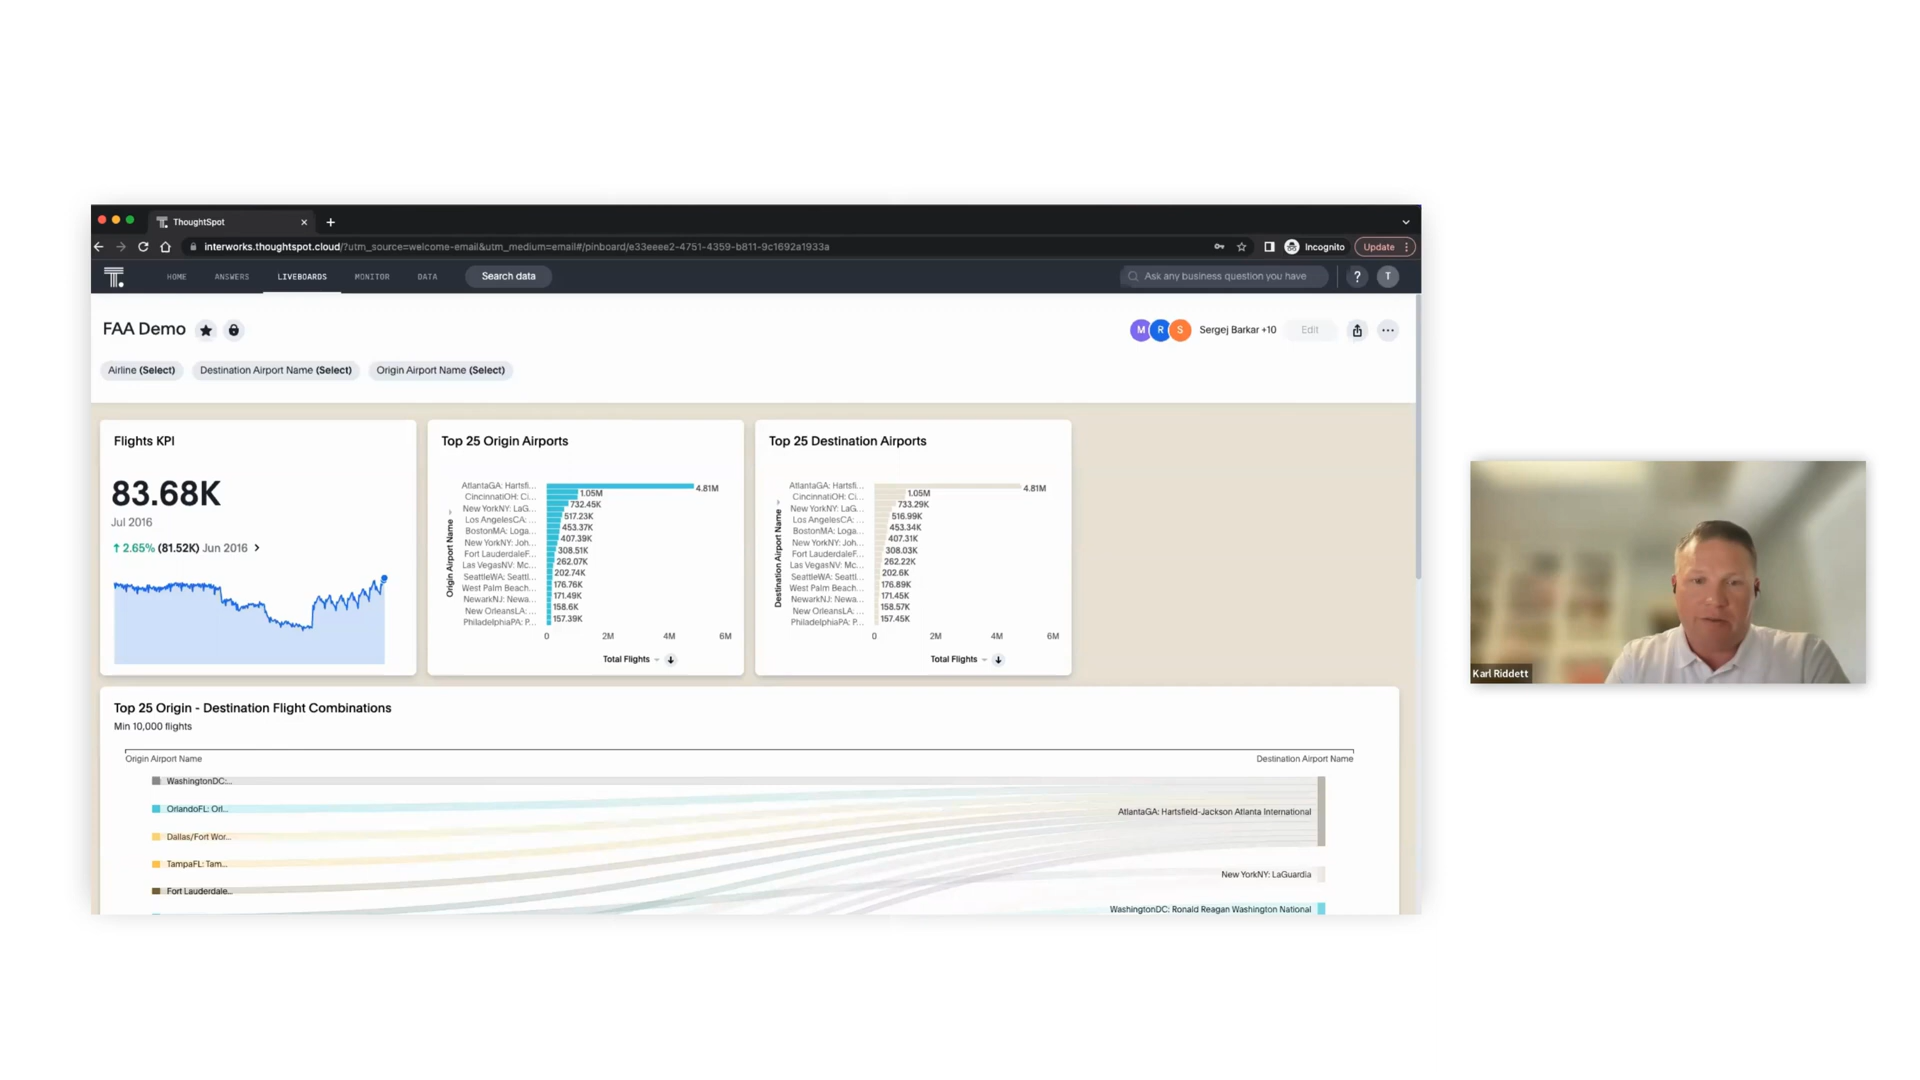 ThoughtSpot
interworks.thoughtspot.cloud/?utm_source=welcome-email&utm_medium=email#/pinboard/e33eeee2-4751-4359-b811-9c1692a1933a
Incognito
Update
HOME
ANSWERS
LIVEBOARDS
MONITOR
DATA
Search data
Ask any business question you have
?
T
FAA Demo
M
R
S
Sergej Barkar +10
Edit
Airline (Select)
Destination Airport Name (Select)
Origin Airport Name (Select)
Flights KPI
83.68K
Jul 2016
↑ 2.65% (81.52K) Jun 2016
Top 25 Origin Airports
Origin Airport Name
AtlantaGA: Hartsfi... 4.81M
1.05M
CincinnatiOH: Ci...
732.45K
New YorkNY: LaG...
517.23K
Los AngelesCA: ...
453.37K
BostonMA: Loga...
407.39K
New YorkNY: Joh...
308.51K
Fort LauderdaleF...
262.07K
Las VegasNV: Mc...
202.74K
SeattleWA: Seattl...
176.76K
West Palm Beach...
171.49K
NewarkNJ: Newa...
158.6K
New OrleansLA: ...
157.39K
PhiladelphiaPA: P...
0 2M 4M 6M
Total Flights
Top 25 Destination Airports
Destination Airport Name
AtlantaGA: Hartsfi... 4.81M
1.05M
CincinnatiOH: Ci...
733.29K
New YorkNY: LaG...
516.99K
Los AngelesCA: ...
453.34K
BostonMA: Loga...
407.31K
New YorkNY: Joh...
308.03K
Fort LauderdaleF...
262.22K
Las VegasNV: Mc...
202.6K
SeattleWA: Seattl...
176.89K
West Palm Beach...
171.45K
NewarkNJ: Newa...
158.57K
New OrleansLA: ...
157.45K
PhiladelphiaPA: P...
0 2M 4M 6M
Total Flights
Top 25 Origin - Destination Flight Combinations
Min 10,000 flights
Origin Airport Name
Destination Airport Name
WashingtonDC:...
OrlandoFL: Orl...
Dallas/Fort Wor...
TampaFL: Tam...
Fort Lauderdale...
AtlantaGA: Hartsfield-Jackson Atlanta International
New YorkNY: LaGuardia
WashingtonDC: Ronald Reagan Washington National
Karl Riddett